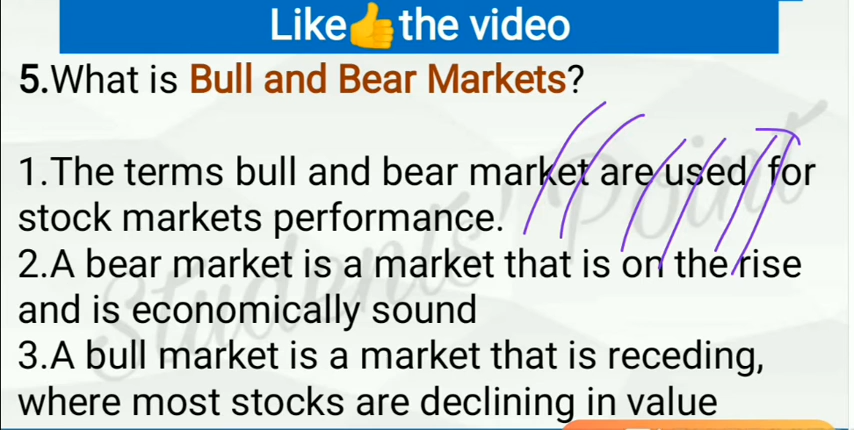 Like👍the video
5.What is Bull and Bear Markets?
1.The terms bull and bear market are used for
stock markets performance.
2.A bear market is a market that is on the rise
and is economically sound
3.A bull market is a market that is receding,
where most stocks are declining in value
Students' Point